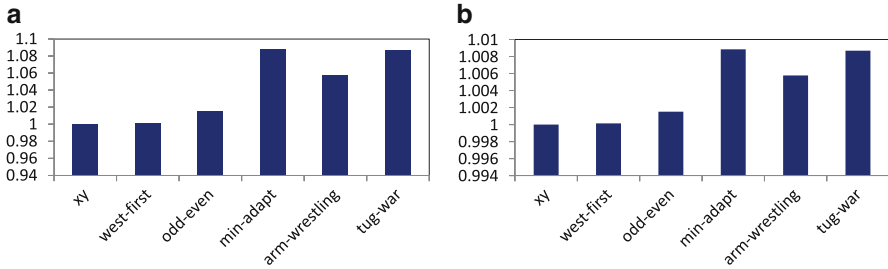 a
1.1
1.08
1.06
1.04
1.02
1
0.98
0.96
0.94
xy
west-first
odd-even
min-adapt
arm-wrestling
tug-war
b
1.01
1.008
1.006
1.004
1.002
1
0.998
0.996
0.994
xy
west-first
odd-even
min-adapt
arm-wrestling
tug-war